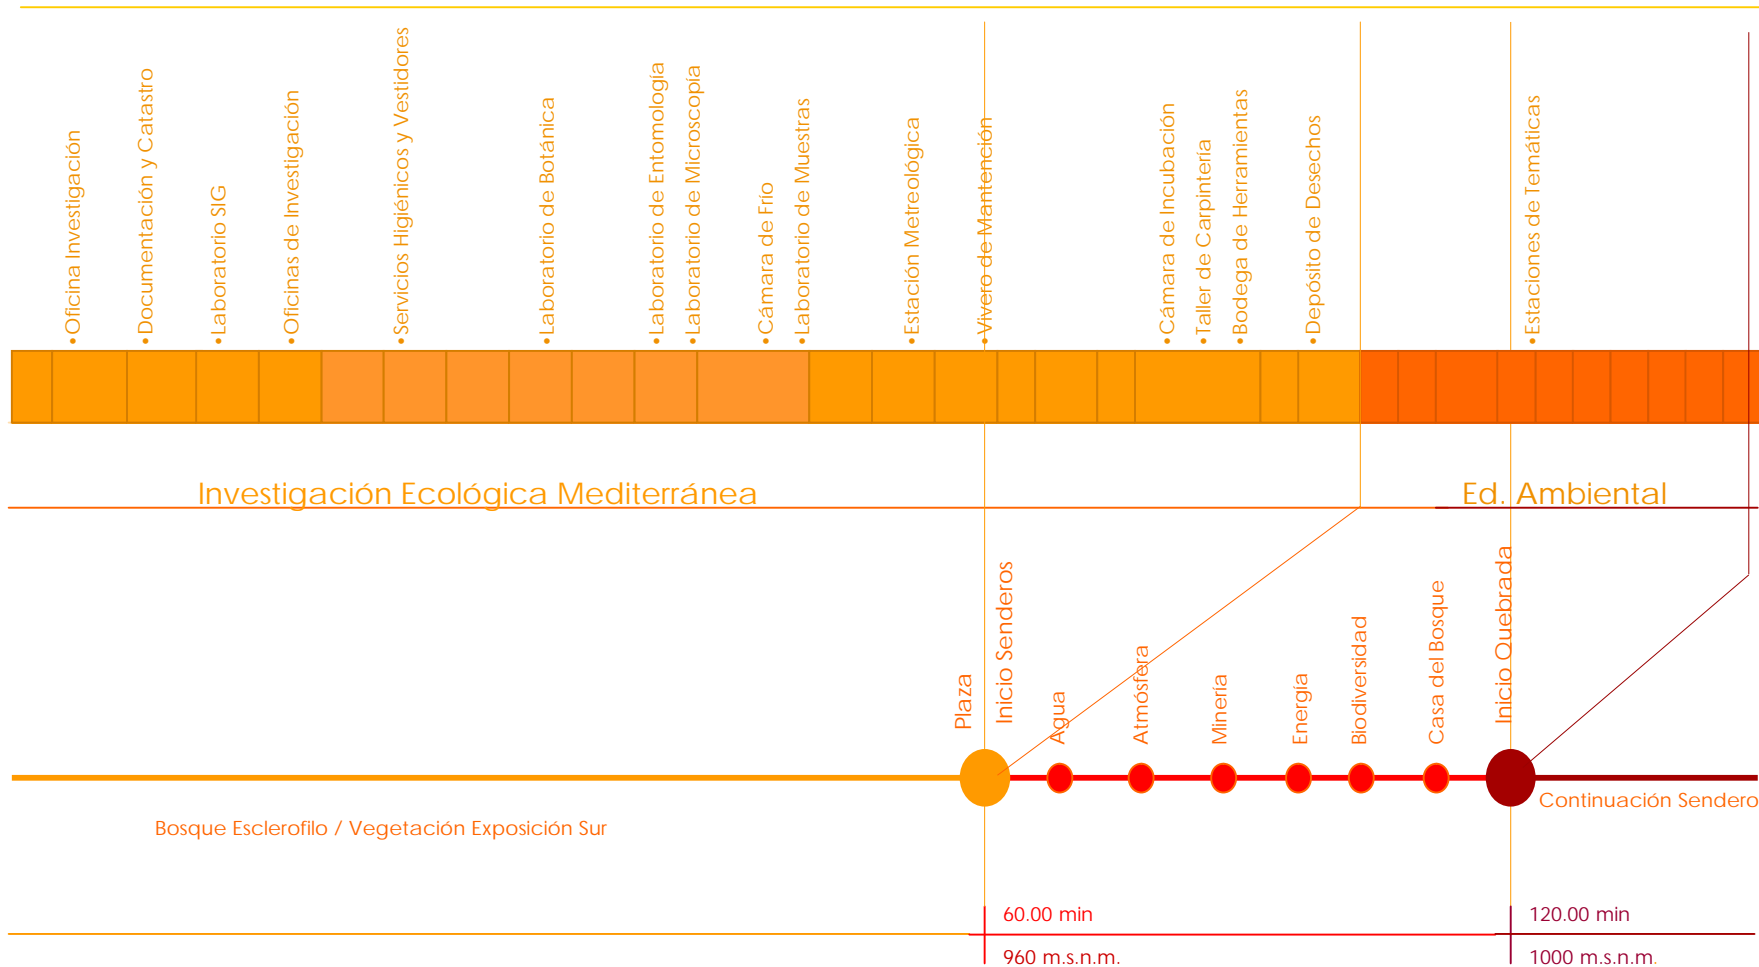 • Oficina Investigación
• Documentación y Catastro
• Laboratorio SIG
• Oficinas de Investigación
• Servicios Higiénicos y Vestidores
• Laboratorio de Botánica
• Laboratorio de Entomología
• Laboratorio de Microscopía
• Cámara de Frío
• Laboratorio de Muestras
• Estación Metreológica
• Vivero de Mantención
• Cámara de Incubación
• Taller de Carpintería
• Bodega de Herramientas
• Depósito de Desechos
• Estaciones de Temáticas
Investigación Ecológica Mediterránea
Ed. Ambiental
Plaza
Inicio Senderos
Agua
Atmósfera
Minería
Energía
Biodiversidad
Casa del Bosque
Inicio Quebrada
Continuación Sendero
Bosque Esclerofilo / Vegetación Exposición Sur
60.00 min
960 m.s.n.m.
120.00 min
1000 m.s.n.m.